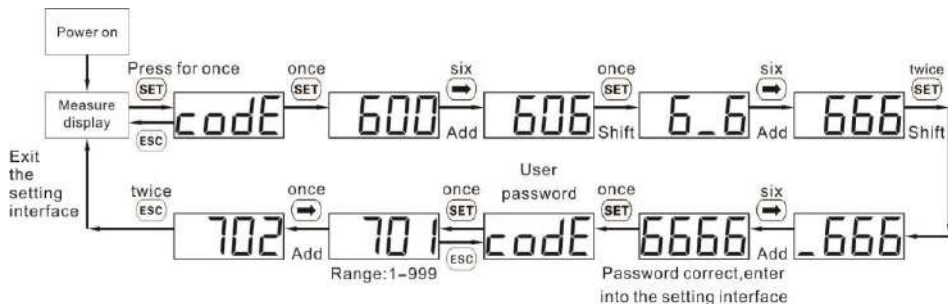 Power on
Press for once
once
six
once
six
twice
SET
SET
SET
SET
Measure display
codE
600
606
6_6
666
ESC
Add
Shift
Add
Shift
Exit the setting interface
User password
twice
once
once
once
six
ESC
SET
SET
702
701
codE
6666
_666
Add
ESC
Add
Range:1-999
Password correct,enter
into the setting interface